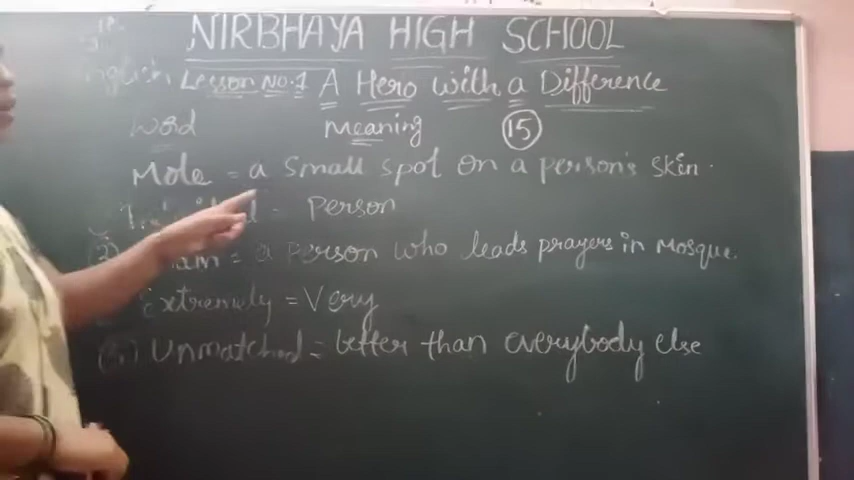 NIRBHAYA HIGH SCHOOL
English Lesson No.1 A Hero with a Difference
Word Meaning 15
Mole = a small spot on a person's skin.
- Person
= a person who leads prayers in Mosque.
Extremely = Very
Unmatched = better than everybody else